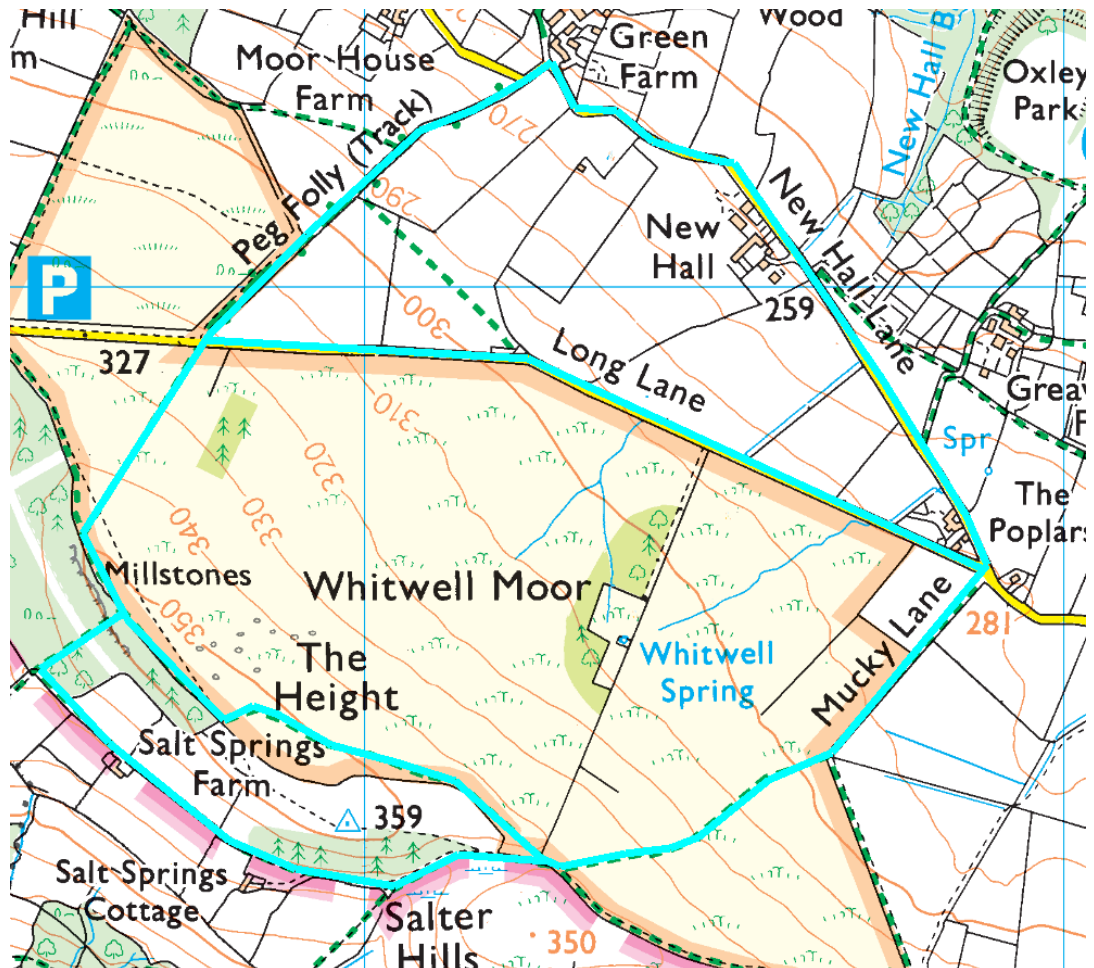 Hill
m
Moor House
Farm
Green
Farm
Wood
New Hall B
Oxley
Park
270
290
Peg Folly (Track)
New
Hall
New Hall Lane
259
P
327
300
Long Lane
310
320
330
340
350
Spr
Grea
F
The
Poplars
Millstones
Whitwell Moor
The
Height
Whitwell
Spring
Mucky Lane
281
Salt Springs
Farm
359
Salt Springs
Cottage
Salter
Hills
350